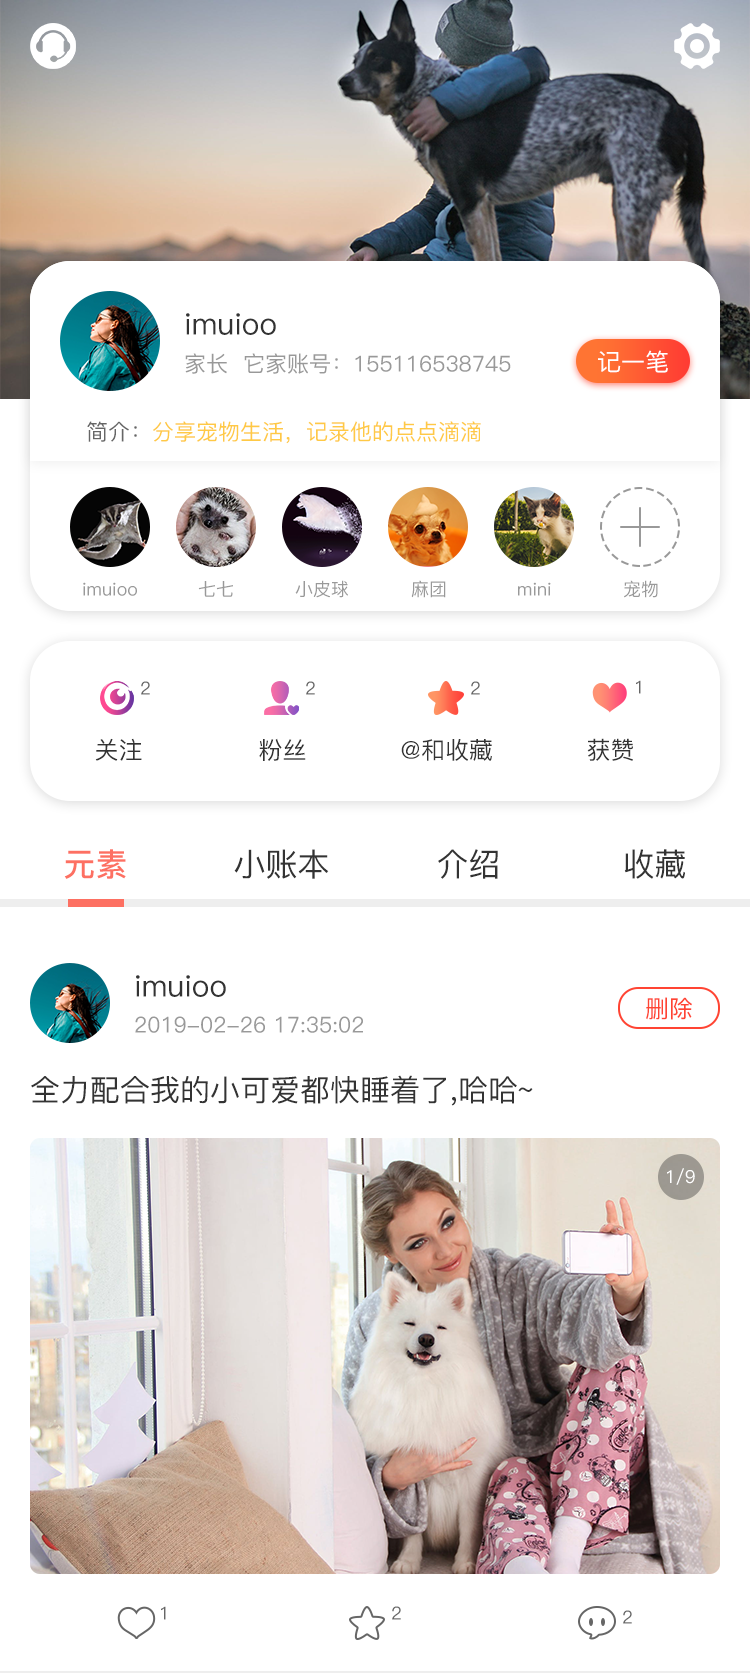 imuioo
家长 它家账号：155116538745
记一笔
简介：分享宠物生活，记录他的点点滴滴
imuioo 七七 小皮球 麻团 mini 宠物
2 2 2 1
关注 粉丝 @和收藏 获赞
元素 小账本 介绍 收藏
imuioo
2019-02-26 17:35:02
删除
全力配合我的小可爱都快睡着了,哈哈~
1/9
1 2 2